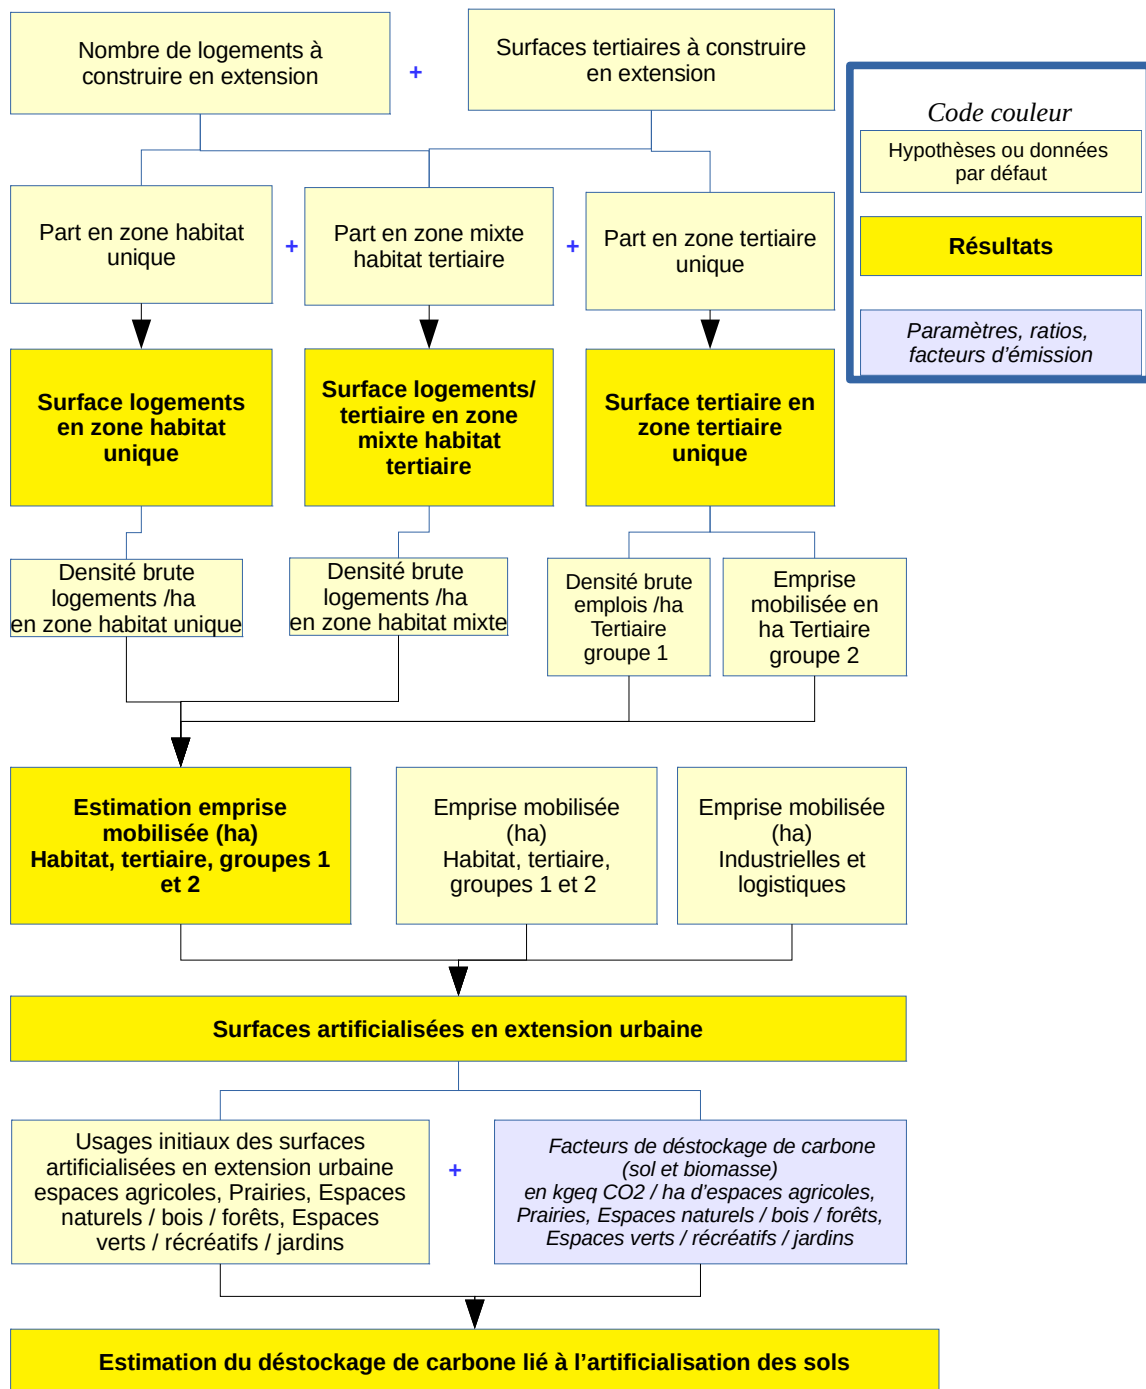 Nombre de logements à
construire en extension
+
Surfaces tertiaires à construire
en extension
Code couleur
Hypothèses ou données
par défaut
Résultats
Paramètres, ratios,
facteurs d'émission
Part en zone habitat
unique
+
Part en zone mixte
habitat tertiaire
+
Part en zone tertiaire
unique
Surface logements
en zone habitat
unique
Surface logements/
tertiaire en zone
mixte habitat
tertiaire
Surface tertiaire en
zone tertiaire
unique
Densité brute
logements /ha
en zone habitat unique
Densité brute
logements /ha
en zone habitat mixte
Densité brute
emplois /ha
Tertiaire
groupe 1
Emprise
mobilisée en
ha Tertiaire
groupe 2
Estimation emprise
mobilisée (ha)
Habitat, tertiaire, groupes 1
et 2
Emprise mobilisée
(ha)
Habitat, tertiaire,
groupes 1 et 2
Emprise mobilisée
(ha)
Industrielles et
logistiques
Surfaces artificialisées en extension urbaine
Usages initiaux des surfaces
artificialisées en extension urbaine
espaces agricoles, Prairies, Espaces
naturels / bois / forêts, Espaces
verts / récréatifs / jardins
+
Facteurs de déstockage de carbone
(sol et biomasse)
en kgeq CO2 / ha d'espaces agricoles,
Prairies, Espaces naturels / bois / forêts,
Espaces verts / récréatifs / jardins
Estimation du déstockage de carbone lié à l'artificialisation des sols